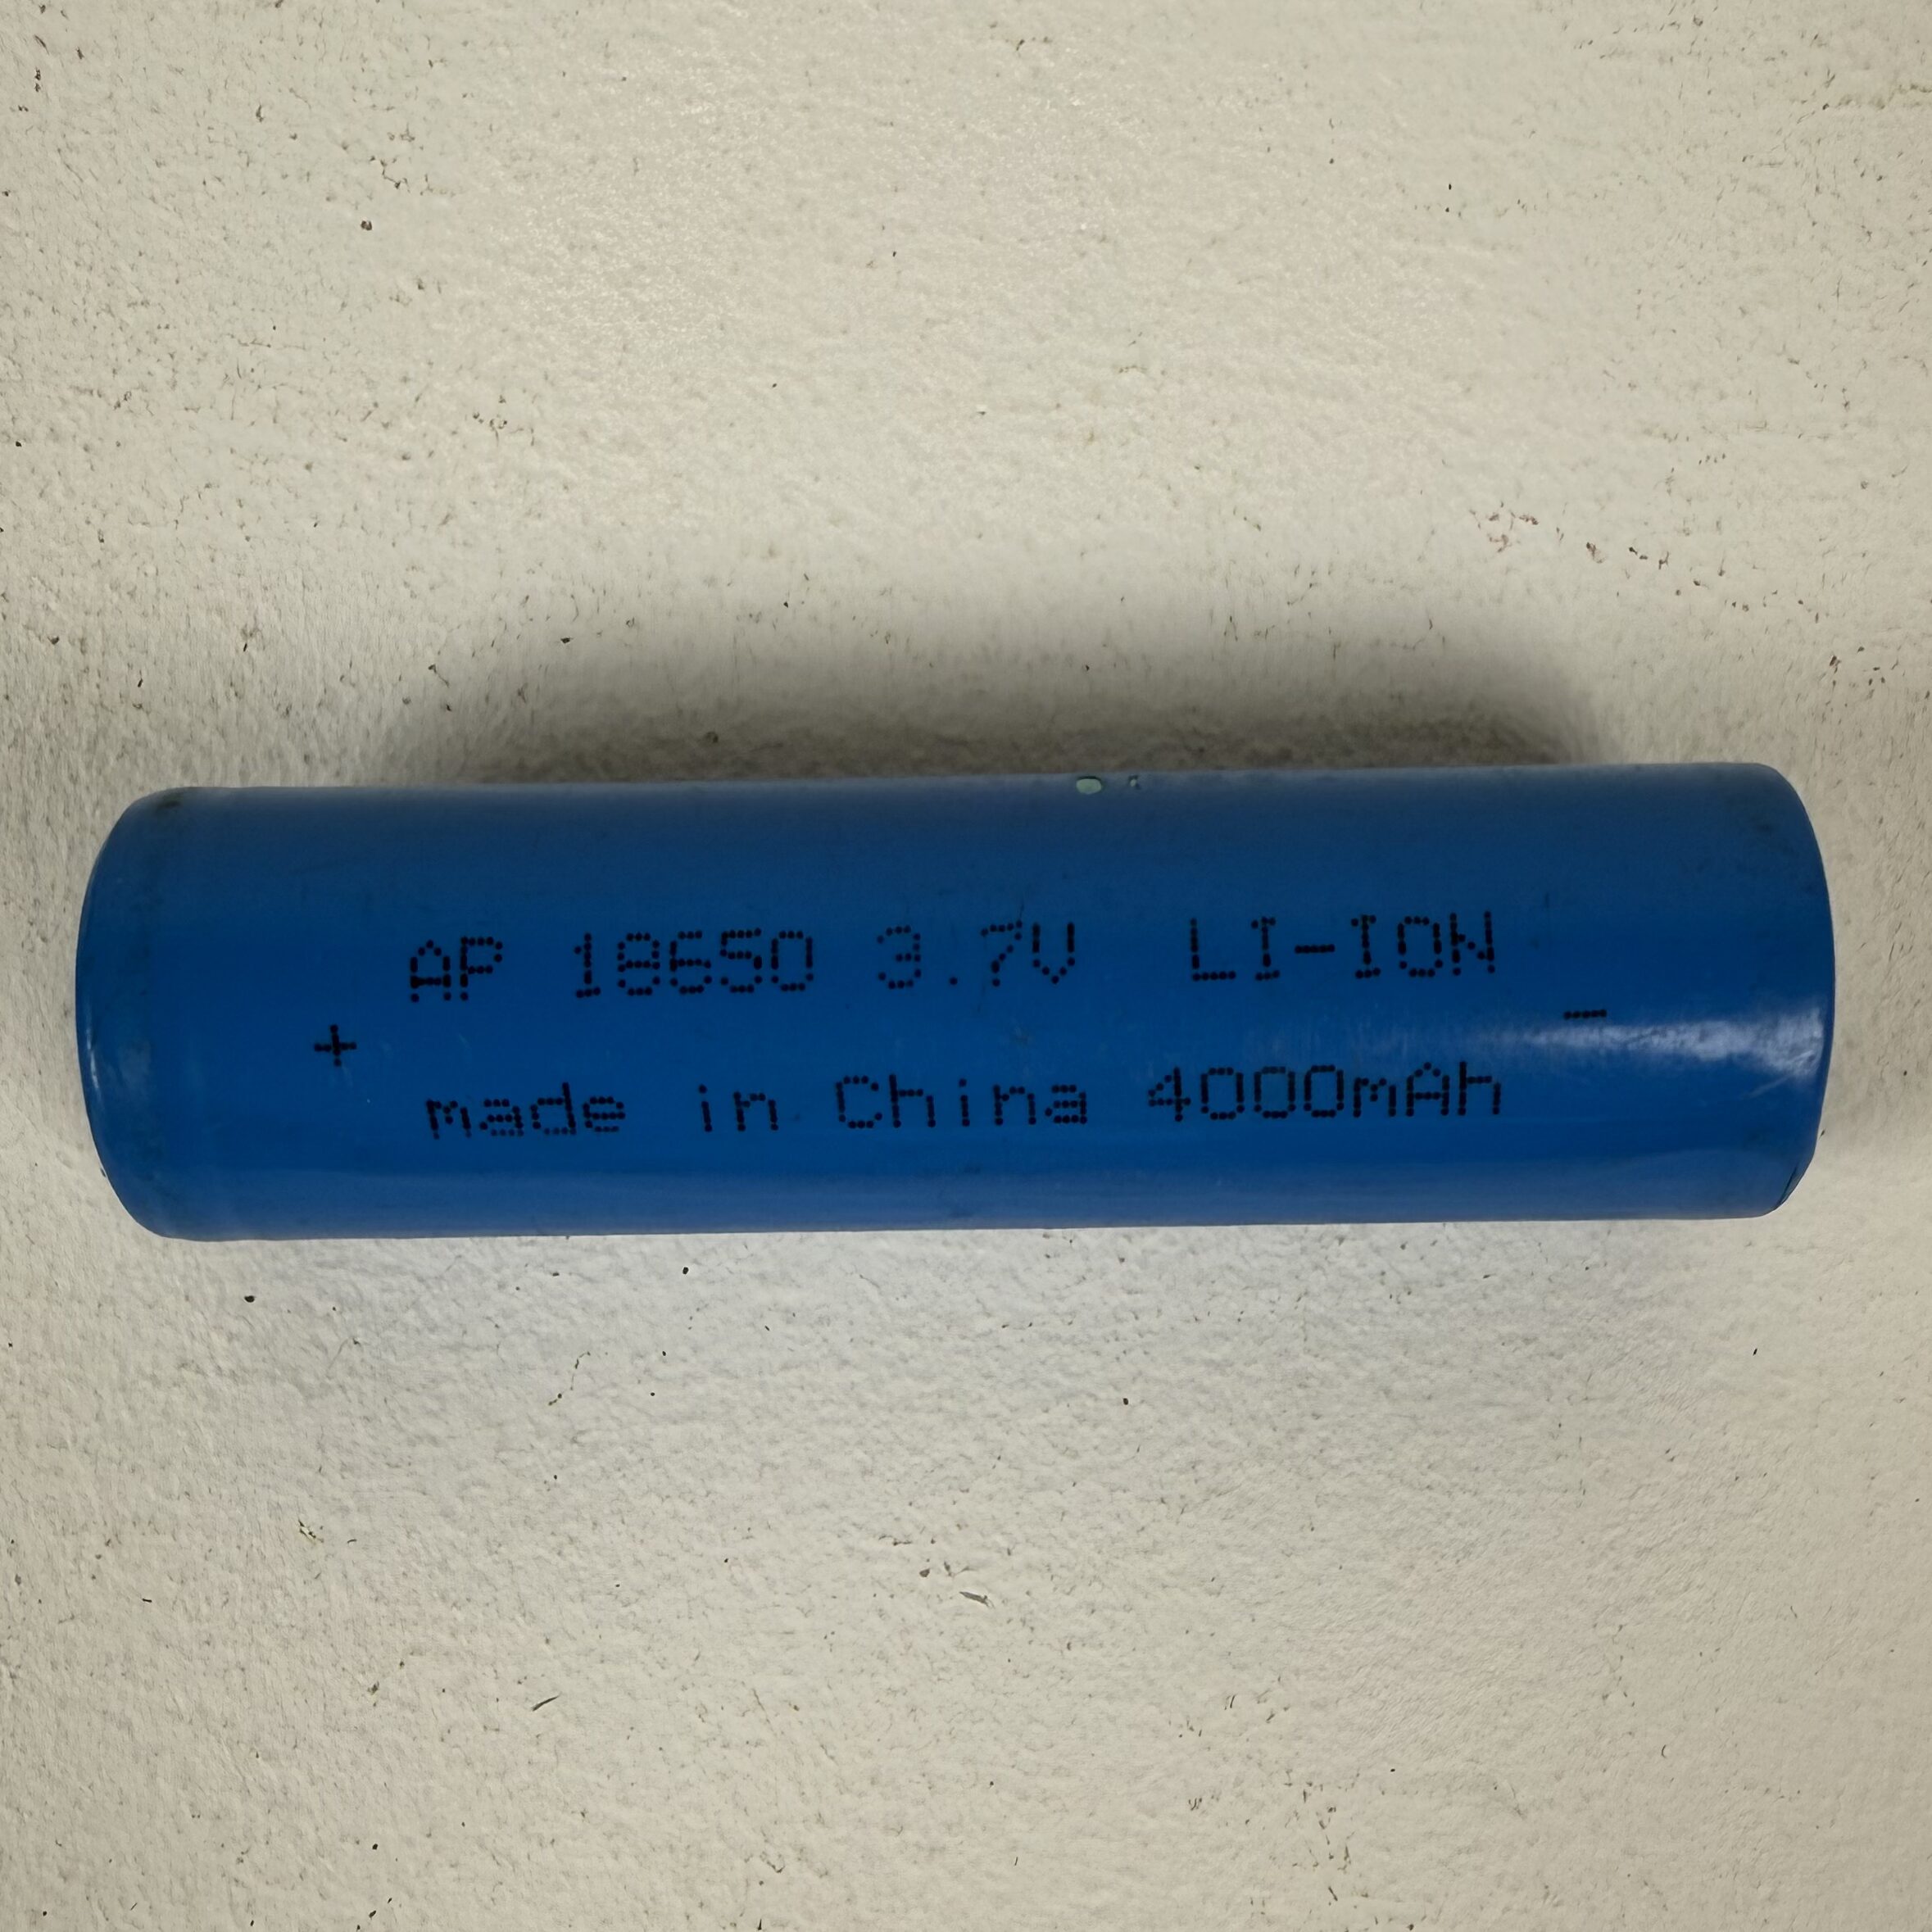 AP 18650 3.7V LI-ION
+ -
made in China 4000mAh